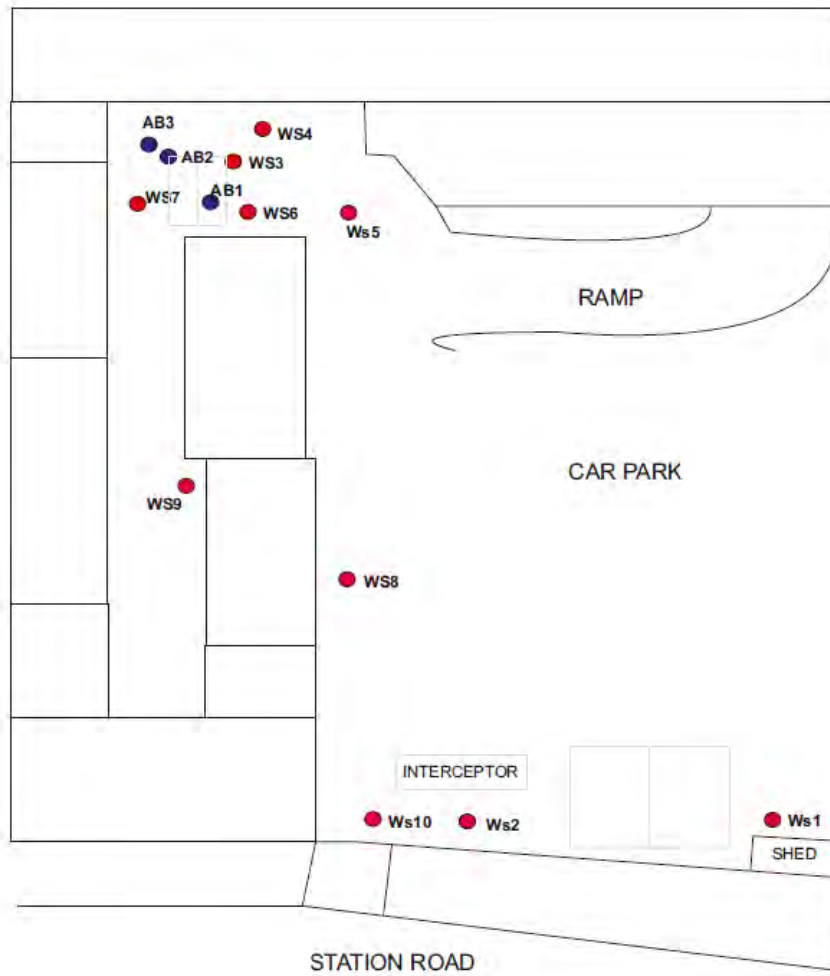 AB3
WS4
AB2
WS3
WS7
AB1
WS6
Ws5
RAMP
CAR PARK
WS9
WS8
INTERCEPTOR
Ws10
Ws2
Ws1
SHED
STATION ROAD